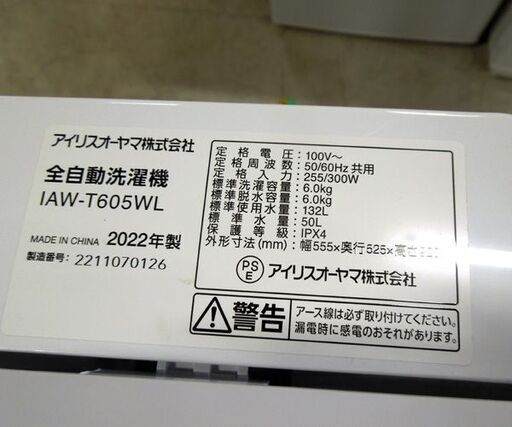 アイリスオーヤマ株式会社
全自動洗濯機
IAW-T605WL
MADE IN CHINA 2022年製
製造番号: 2211070126
定格電圧: 100V～
定格周波数: 50/60Hz 共用
定格入力: 255/300W
標準洗濯容量: 6.0kg
標準脱水容量: 6.0kg
標準使用水量: 132L
標準水量: 50L
保護等級: IPX4
外形寸法(mm): 幅555×奥行525×高さ
PS
E
アイリスオーヤマ株式会社
警告
アース線は必ず取り付けてください。
漏電時に感電のおそれがあります。